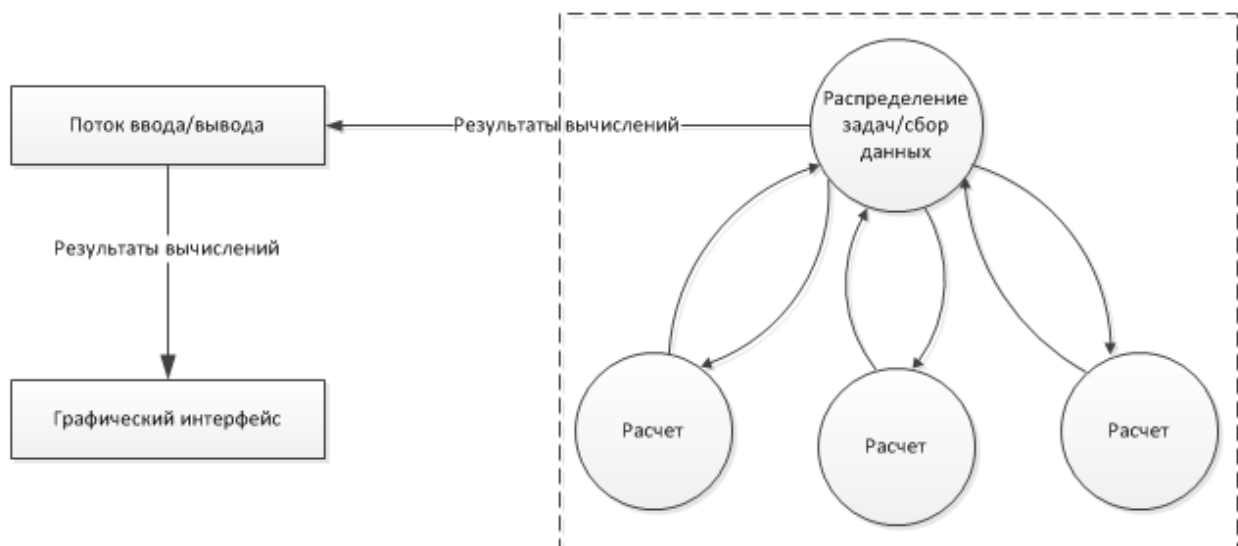 Поток ввода/вывода
Результаты вычислений
Распределение
задач/сбор
данных
Результаты вычислений
Графический интерфейс
Расчет
Расчет
Расчет